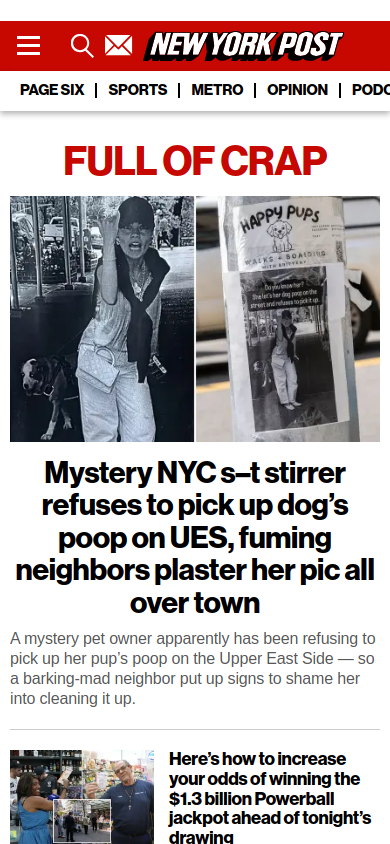 NEW YORK POST
PAGE SIX
SPORTS
METRO
OPINION
PODC
FULL OF CRAP
HAPPY PUPS
WALKS & BOARDING
Do you know her?
She let's her dog poop on the
street and refuses to pick it up.
Mystery NYC s–t stirrer
refuses to pick up dog’s
poop on UES, fuming
neighbors plaster her pic all
over town
A mystery pet owner apparently has been refusing to
pick up her pup’s poop on the Upper East Side — so
a barking-mad neighbor put up signs to shame her
into cleaning it up.
Here’s how to increase
your odds of winning the
$1.3 billion Powerball
jackpot ahead of tonight’s
drawing